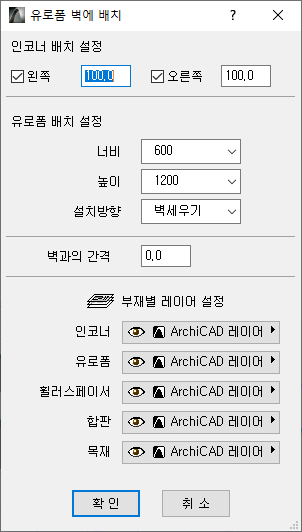 유로폼 벽에 배치 ? ×
인코너 배치 설정
왼쪽 100,0 오른쪽 100,0
유로폼 배치 설정
너비 600
높이 1200
설치방향 벽세우기
벽과의 간격 0,0
부재별 레이어 설정
인코너 ArchiCAD 레이어
유로폼 ArchiCAD 레이어
휠러스페이서 ArchiCAD 레이어
합판 ArchiCAD 레이어
목재 ArchiCAD 레이어
확 인 취 소